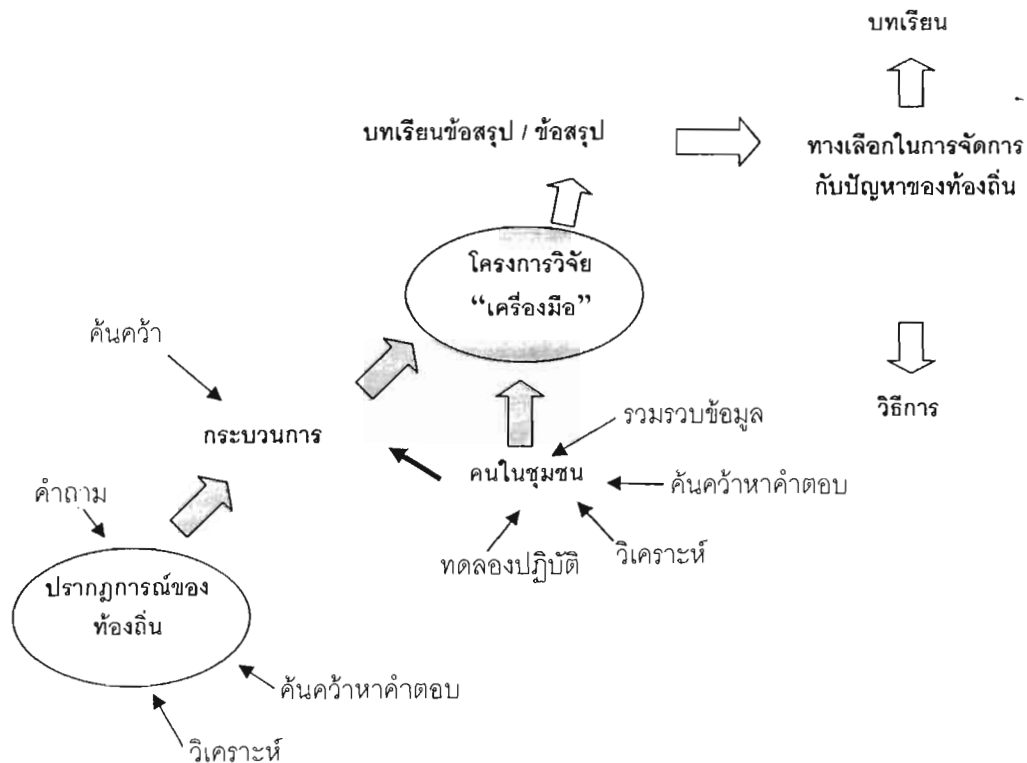 บทเรียน
บทเรียนข้อสรุป / ข้อสรุป
ทางเลือกในการจัดการ
กับปัญหาของท้องถิ่น
โครงการวิจัย
“เครื่องมือ”
ค้นคว้า
วิธีการ
กระบวนการ
รวมรวบข้อมูล
คนในชุมชน
ค้นคว้าหาคำตอบ
คำถาม
ทดลองปฏิบัติ
วิเคราะห์
ปรากฏการณ์ของ
ท้องถิ่น
ค้นคว้าหาคำตอบ
วิเคราะห์